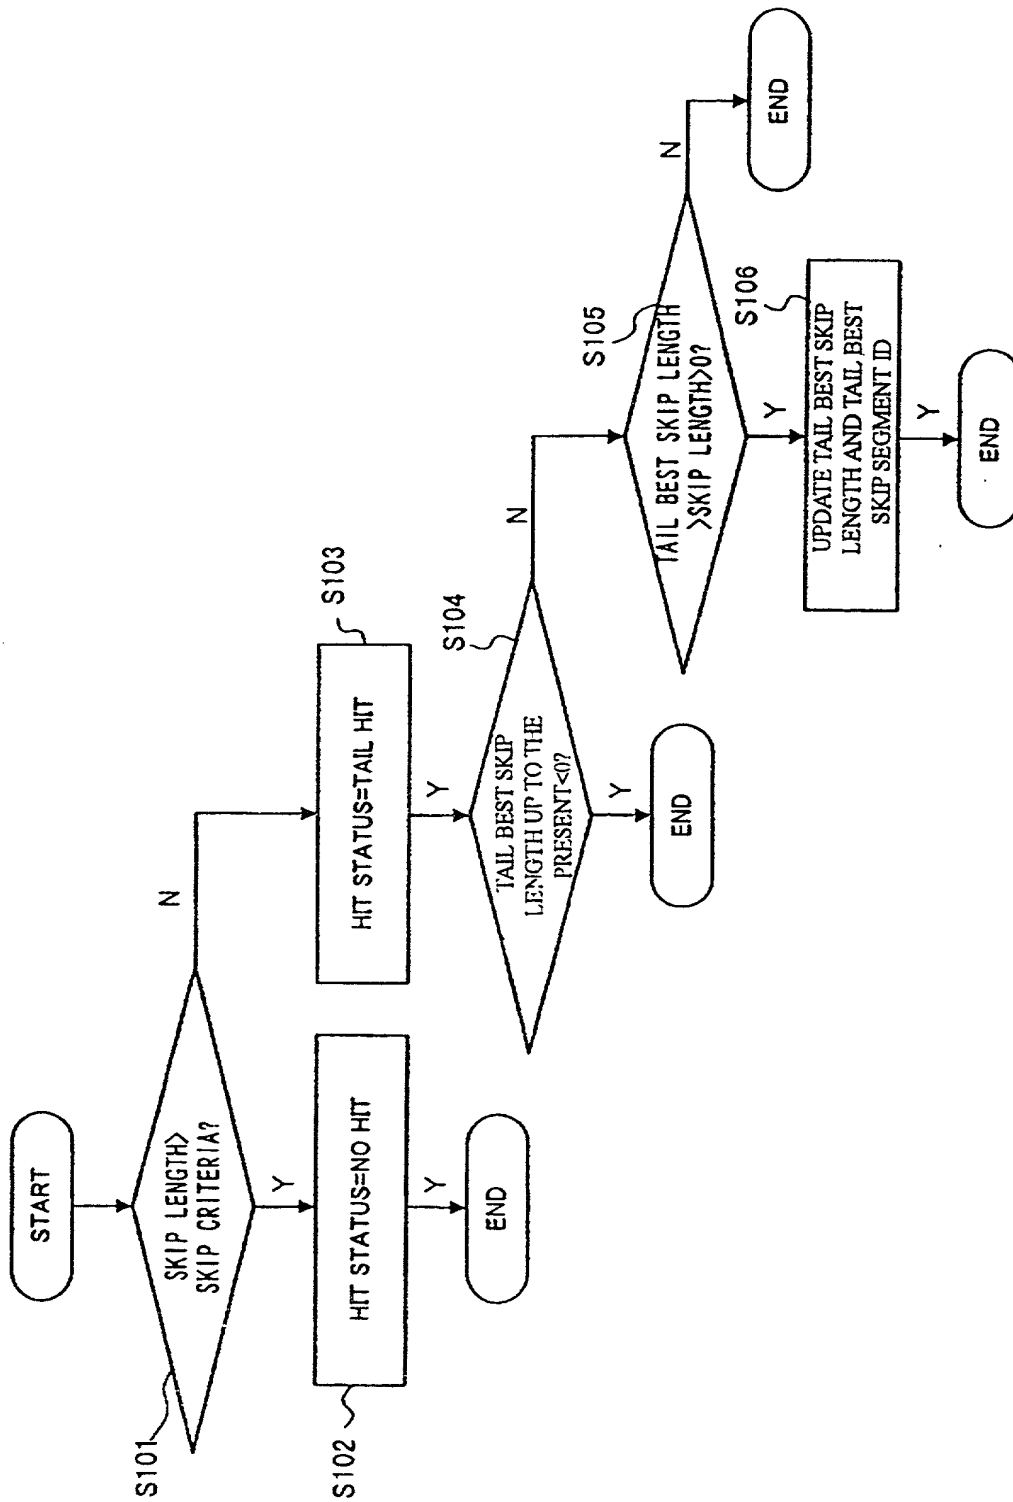 START
S101
SKIP LENGTH>
SKIP CRITERIA?
N
Y
S102
HIT STATUS=NO HIT
Y
END
S103
HIT STATUS=TAIL HIT
Y
S104
TAIL BEST SKIP
LENGTH UP TO THE
PRESENT<0?
N
Y
END
S105
TAIL BEST SKIP LENGTH
>SKIP LENGTH>0?
N
END
Y
S106
UPDATE TAIL BEST SKIP
LENGTH AND TAIL BEST
SKIP SEGMENT ID
Y
END